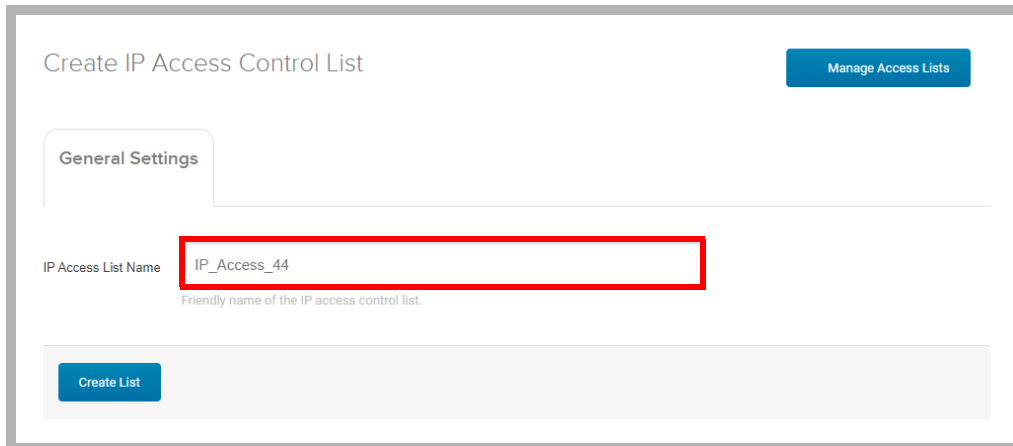 Create IP Access Control List
Manage Access Lists
General Settings
IP Access List Name
IP_Access_44
Friendly name of the IP access control list.
Create List